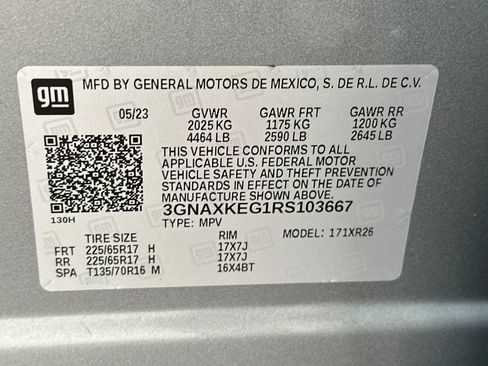 gm
MFD BY GENERAL MOTORS DE MEXICO, S. DE R.L. DE C.V.
05/23 GVWR GAWR FRT GAWR RR
2025 KG 1175 KG 1200 KG
4464 LB 2590 LB 2645 LB
THIS VEHICLE CONFORMS TO ALL
APPLICABLE U.S. FEDERAL MOTOR
VEHICLE SAFETY AND THEFT PREVENTION
STANDARDS IN EFFECT ON THE DATE OF
MANUFACTURE SHOWN ABOVE.
130H 3GNAXKEG1RS103667
TYPE: MPV MODEL: 171XR26
TIRE SIZE RIM
FRT 225/65R17 H 17X7J
RR 225/65R17 H 17X7J
SPA T135/70R16 M 16X4BT